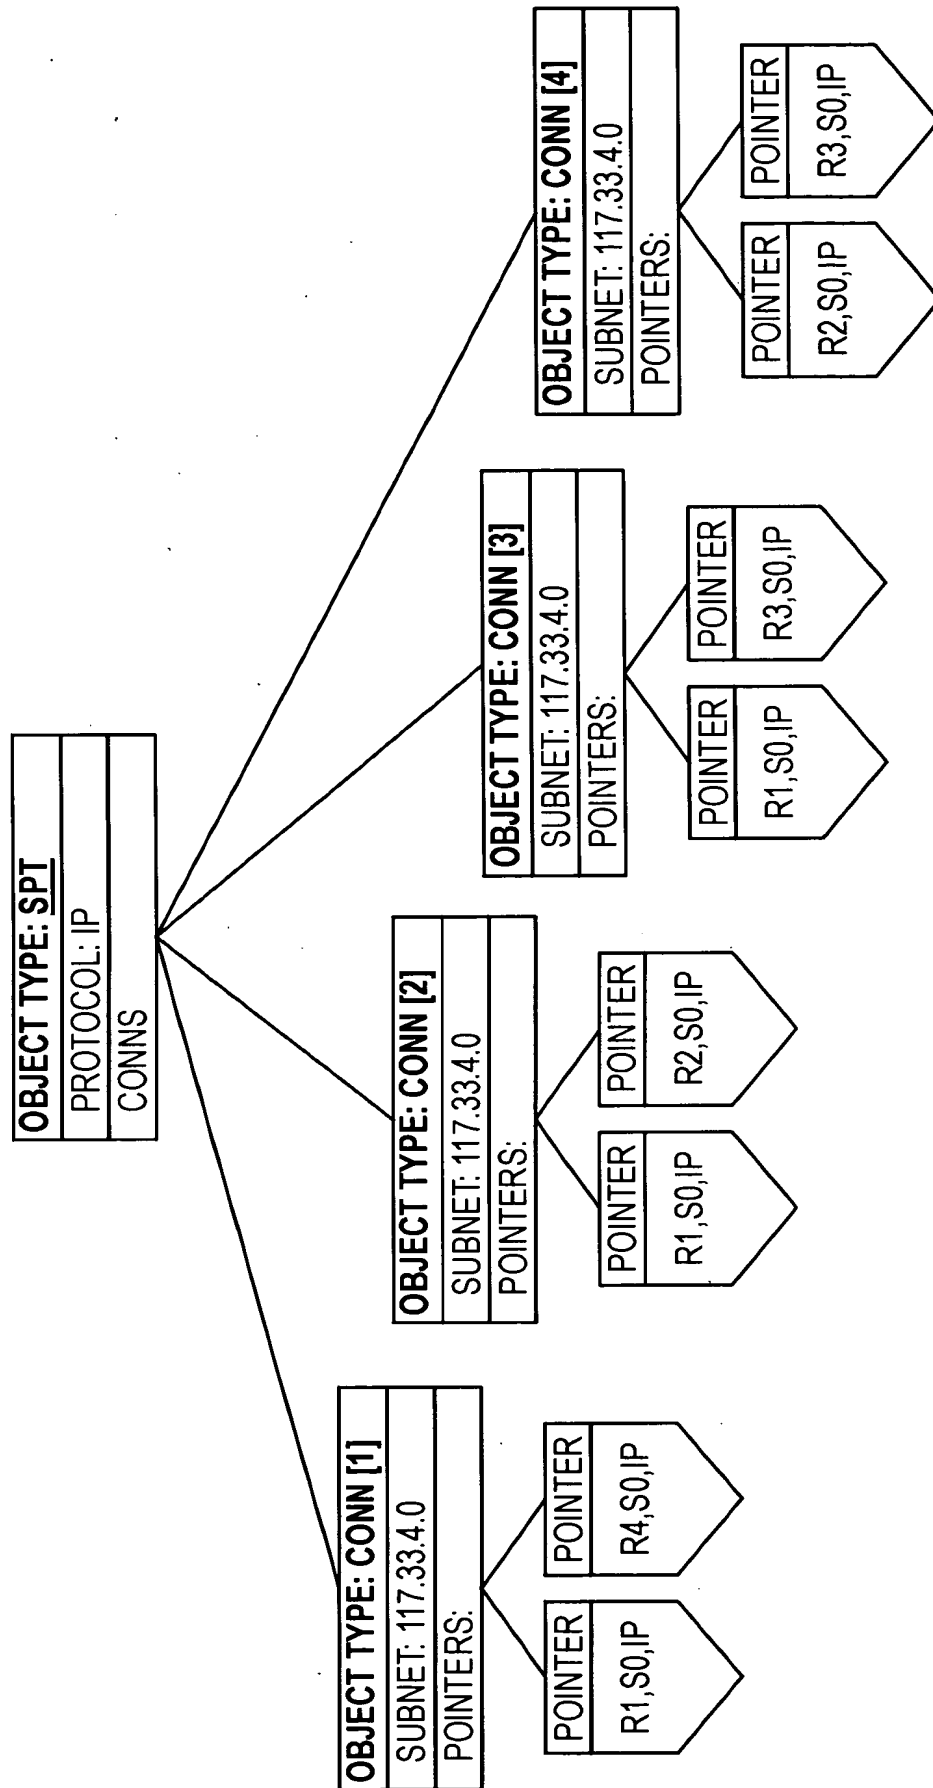 OBJECT TYPE: SPT
PROTOCOL: IP
CONNS
OBJECT TYPE: CONN [1]
SUBNET: 117.33.4.0
POINTERS:
POINTER
R1,S0,IP
POINTER
R4,S0,IP
OBJECT TYPE: CONN [2]
SUBNET: 117.33.4.0
POINTERS:
POINTER
R1,S0,IP
POINTER
R2,S0,IP
OBJECT TYPE: CONN [3]
SUBNET: 117.33.4.0
POINTERS:
POINTER
R1,S0,IP
POINTER
R3,S0,IP
OBJECT TYPE: CONN [4]
SUBNET: 117.33.4.0
POINTERS:
POINTER
R2,S0,IP
POINTER
R3,S0,IP